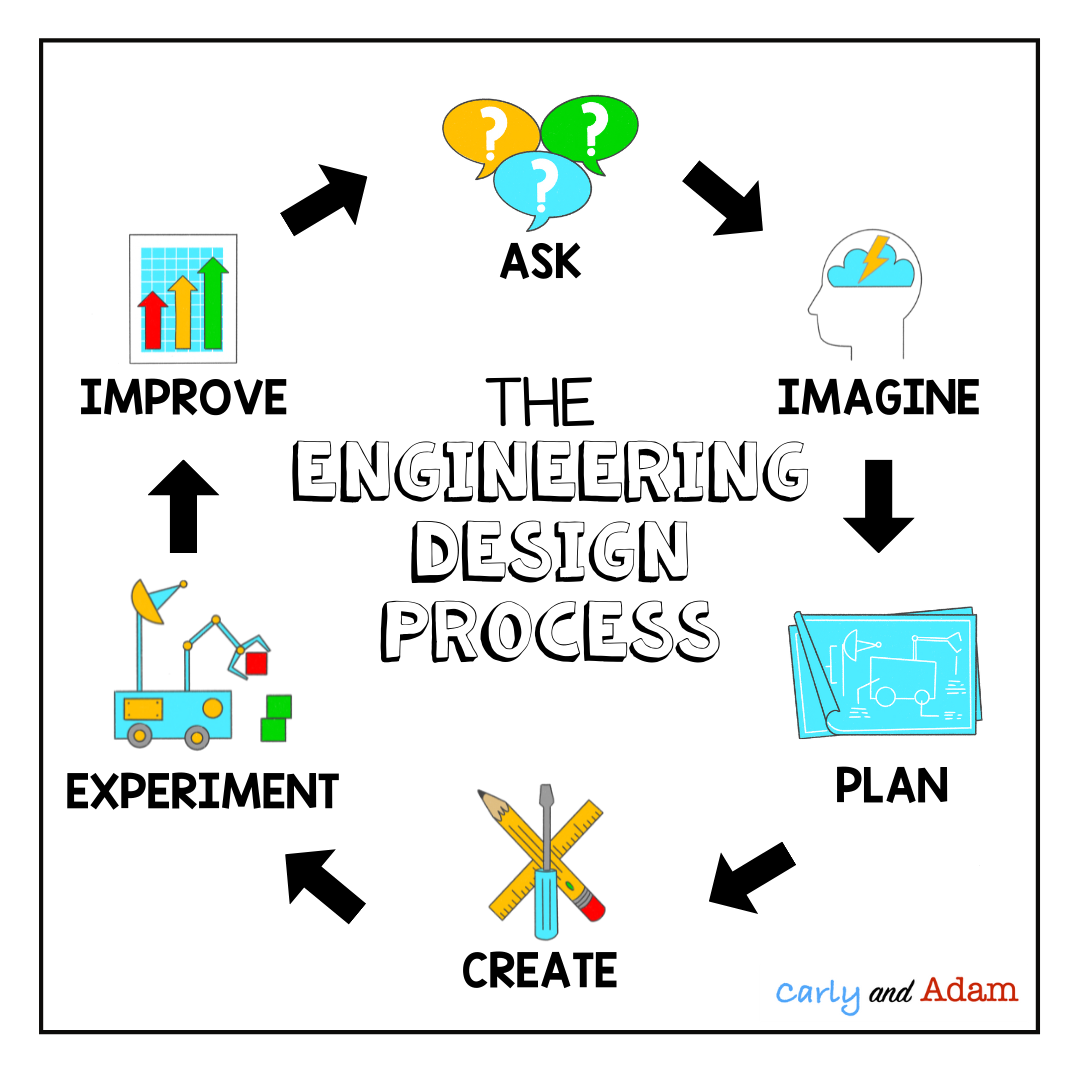 ?
?
?
ASK
IMAGINE
IMPROVE
THE
ENGINEERING
DESIGN
PROCESS
PLAN
EXPERIMENT
CREATE
Carly and Adam